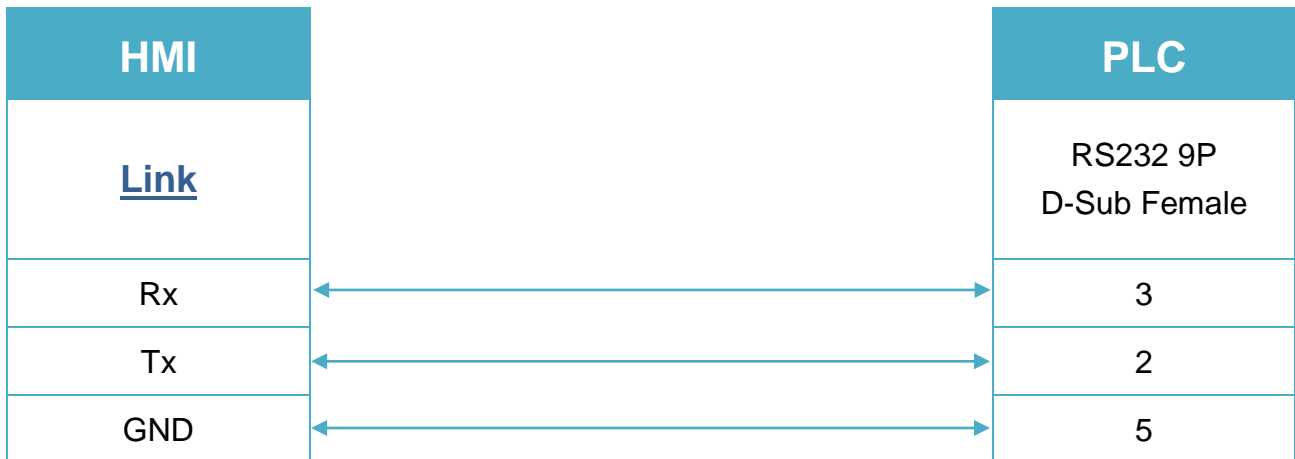 HMI
PLC
Link
RS232 9P
D-Sub Female
Rx
3
Tx
2
GND
5